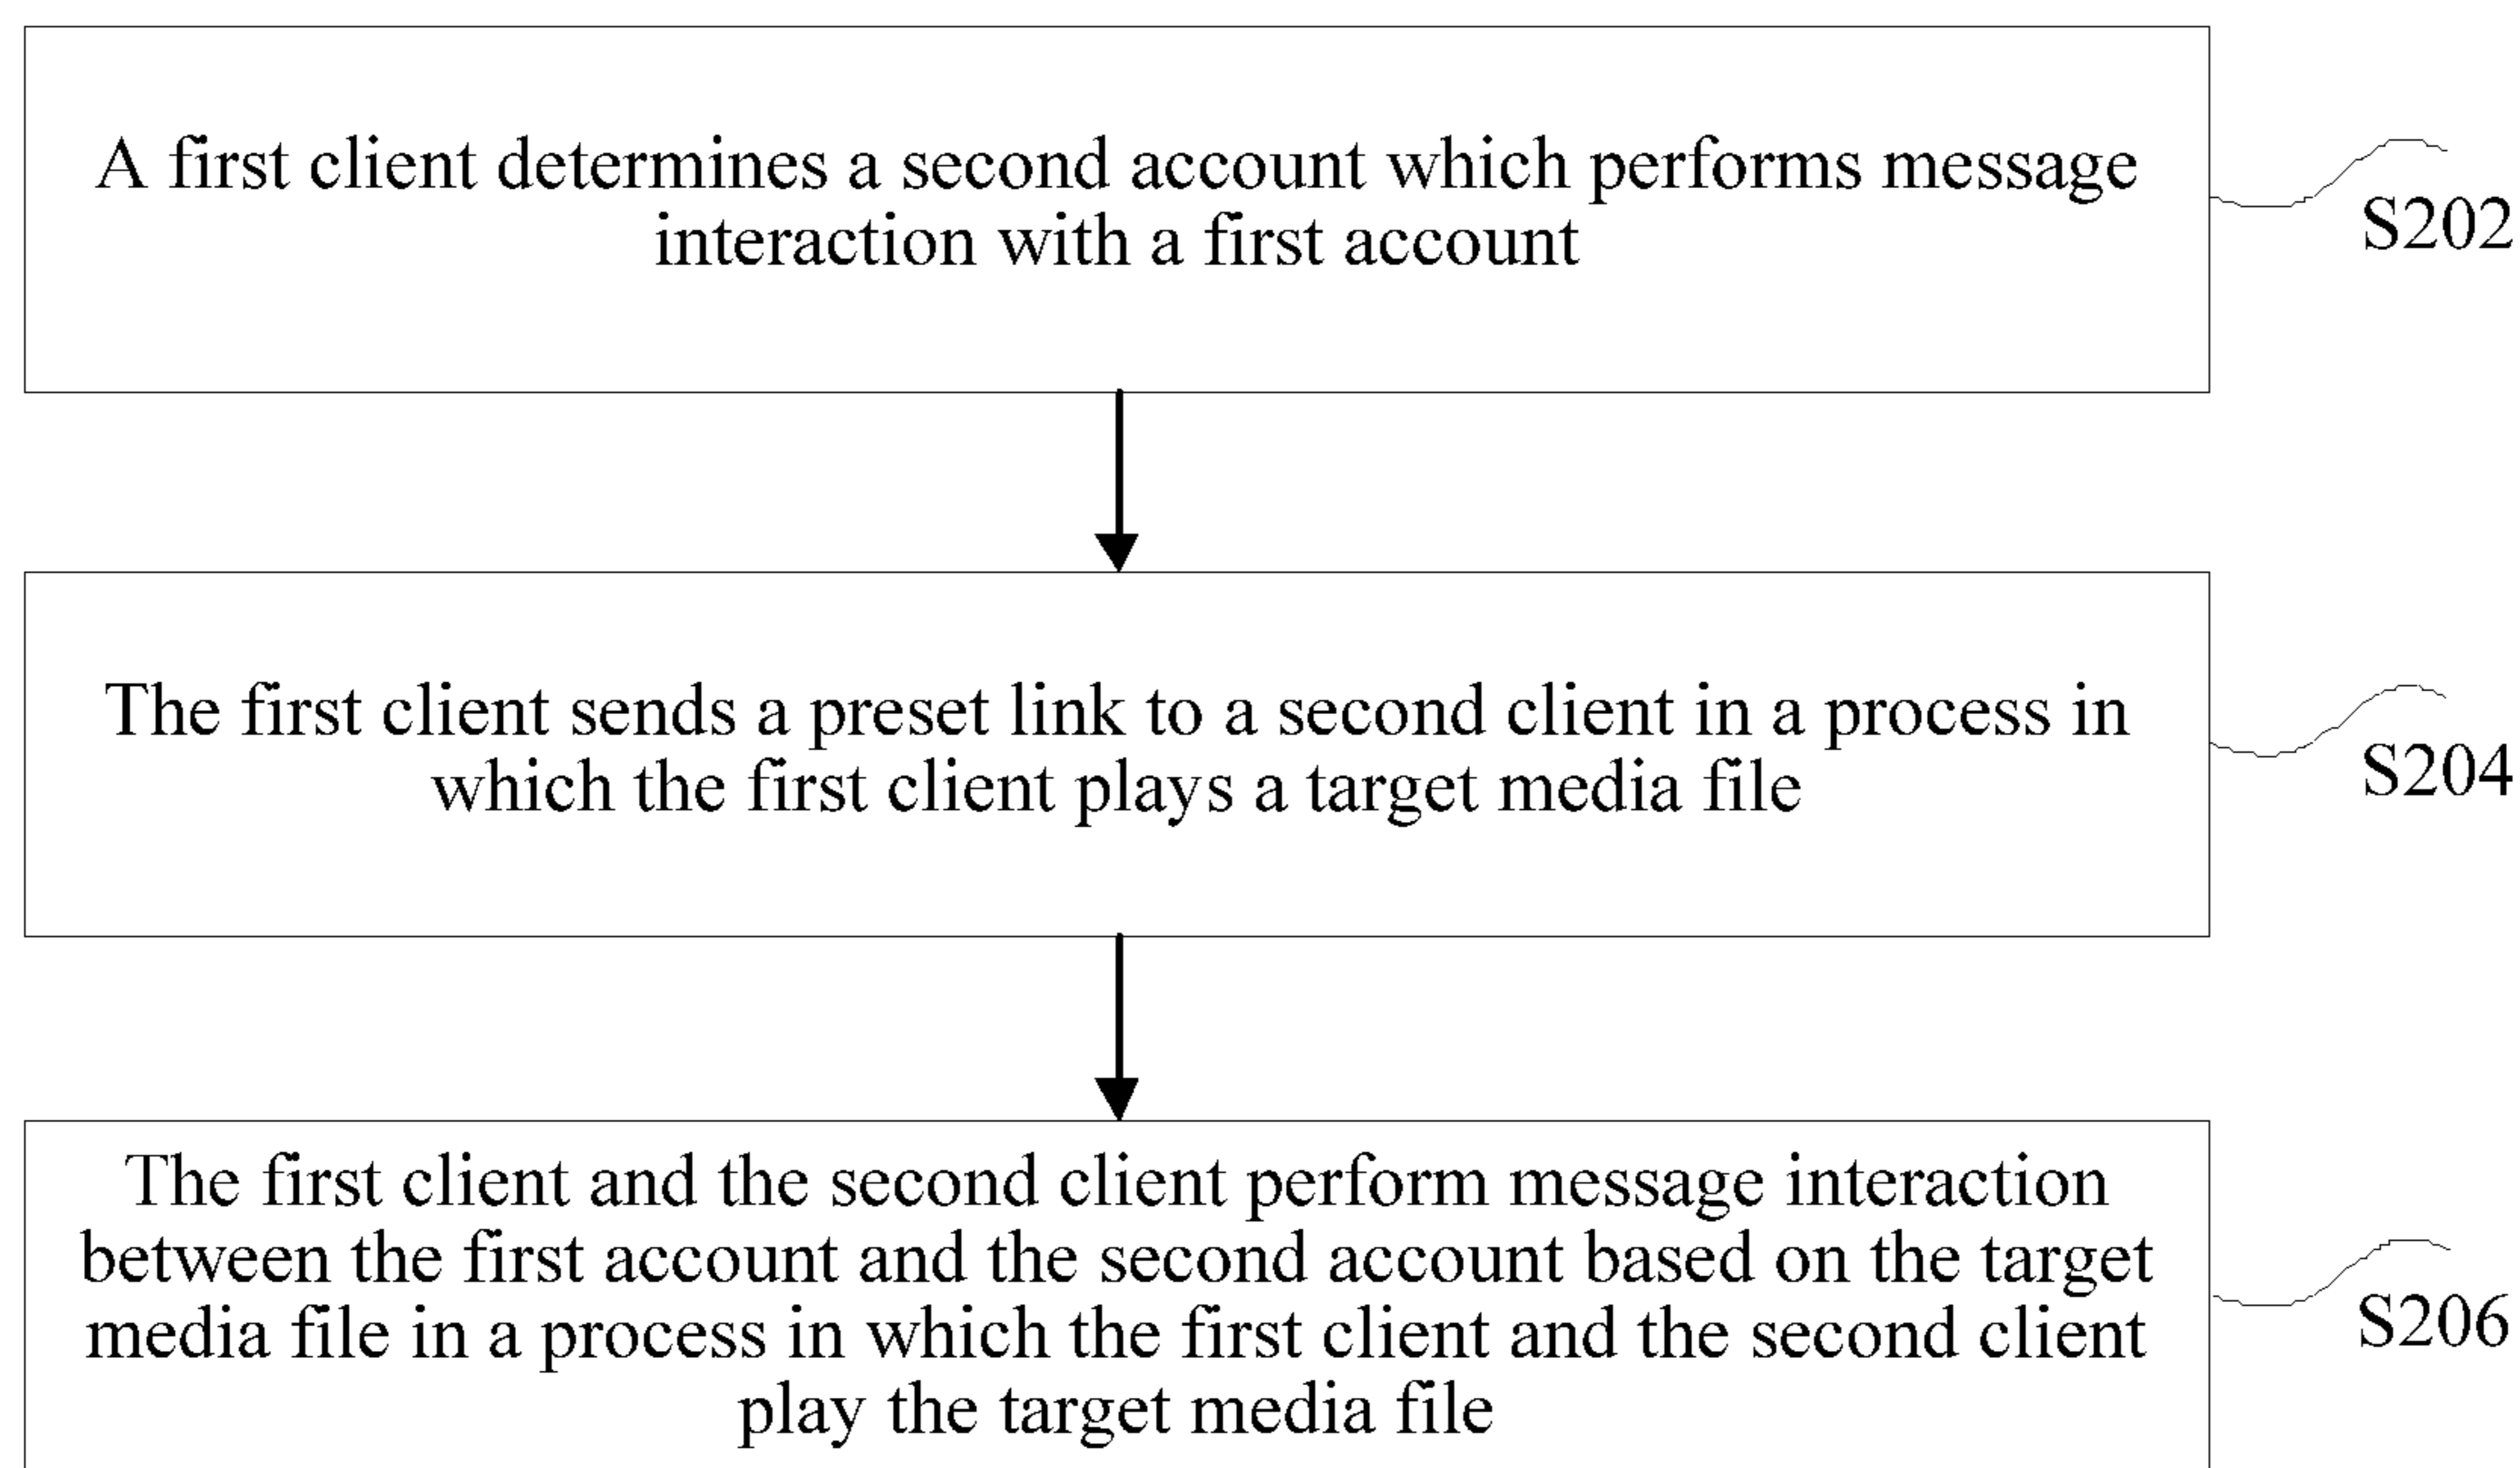 A first client determines a second account which performs message
interaction with a first account
S202
The first client sends a preset link to a second client in a process in
which the first client plays a target media file
S204
The first client and the second client perform message interaction
between the first account and the second account based on the target
media file in a process in which the first client and the second client
play the target media file
S206